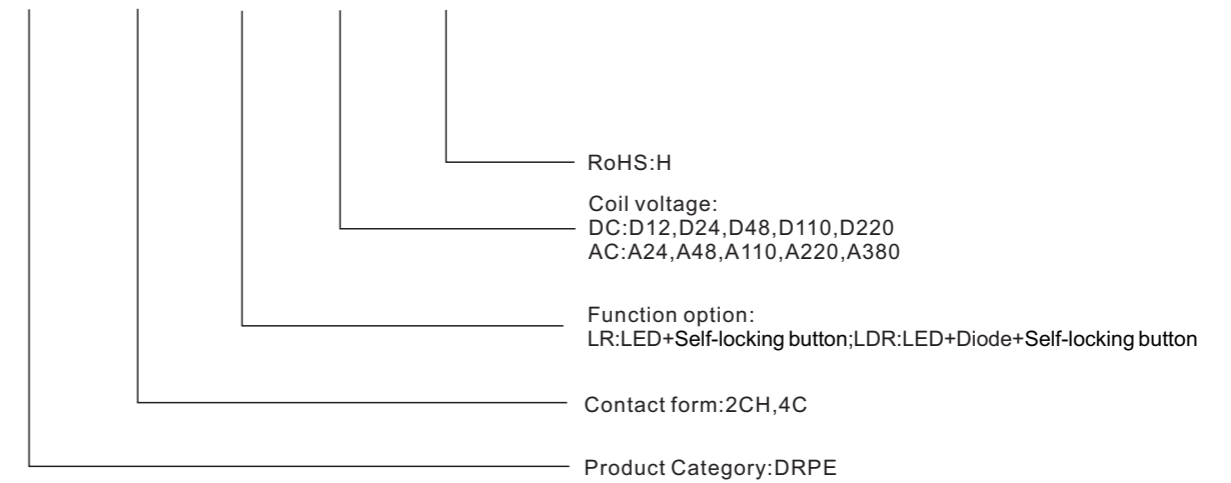 RoHS:H
Coil voltage:
DC:D12,D24,D48,D110,D220
AC:A24,A48,A110,A220,A380
Function option:
LR:LED+Self-locking button;LDR:LED+Diode+Self-locking button
Contact form:2CH,4C
Product Category:DRPE